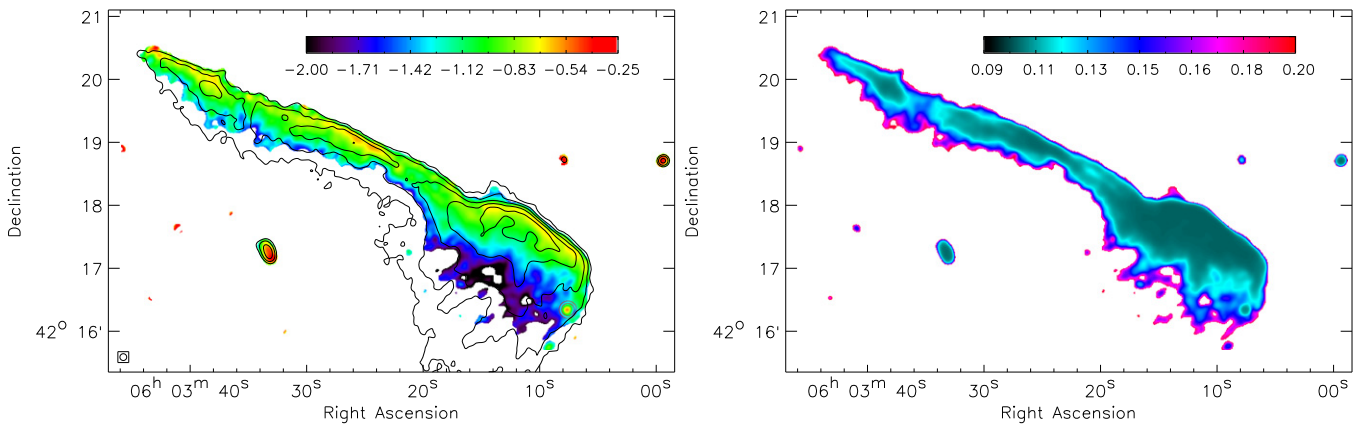 21
20
19
18
17
42° 16'
Declination
−2.00 −1.71 −1.42 −1.12 −0.83 −0.54 −0.25
06ʰ 03ᵐ 40ˢ 30ˢ 20ˢ 10ˢ 00ˢ
Right Ascension
21
20
19
18
17
42° 16'
Declination
0.09 0.11 0.13 0.15 0.16 0.18 0.20
06ʰ 03ᵐ 40ˢ 30ˢ 20ˢ 10ˢ 00ˢ
Right Ascension